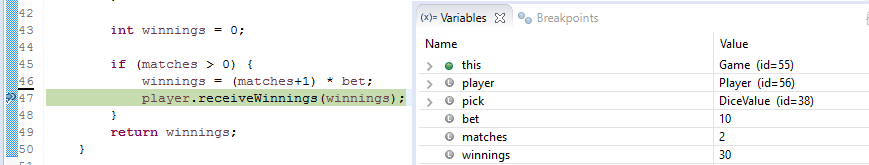 42
43 int winnings = 0;
44
45 if (matches > 0) {
46 winnings = (matches+1) * bet;
47 player.receiveWinnings(winnings);
48 }
49 return winnings;
50 }
(x)= Variables Breakpoints
Name Value
this Game (id=55)
player Player (id=56)
pick DiceValue (id=38)
bet 10
matches 2
winnings 30